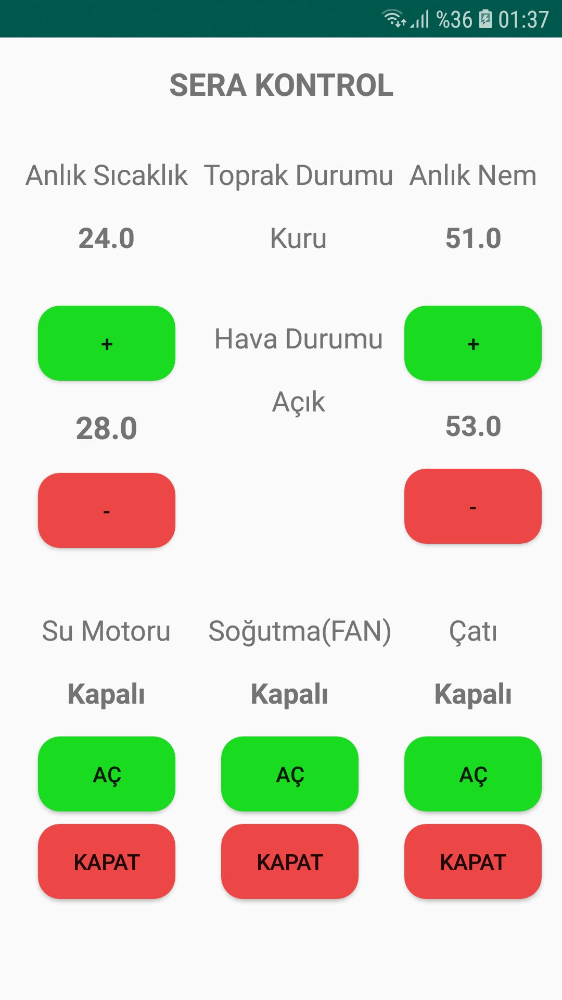 %36 01:37
SERA KONTROL
Anlık Sıcaklık Toprak Durumu Anlık Nem
24.0 Kuru 51.0
+ Hava Durumu +
Açık
28.0 53.0
- -
Su Motoru Soğutma(FAN) Çatı
Kapalı Kapalı Kapalı
AÇ AÇ AÇ
KAPAT KAPAT KAPAT